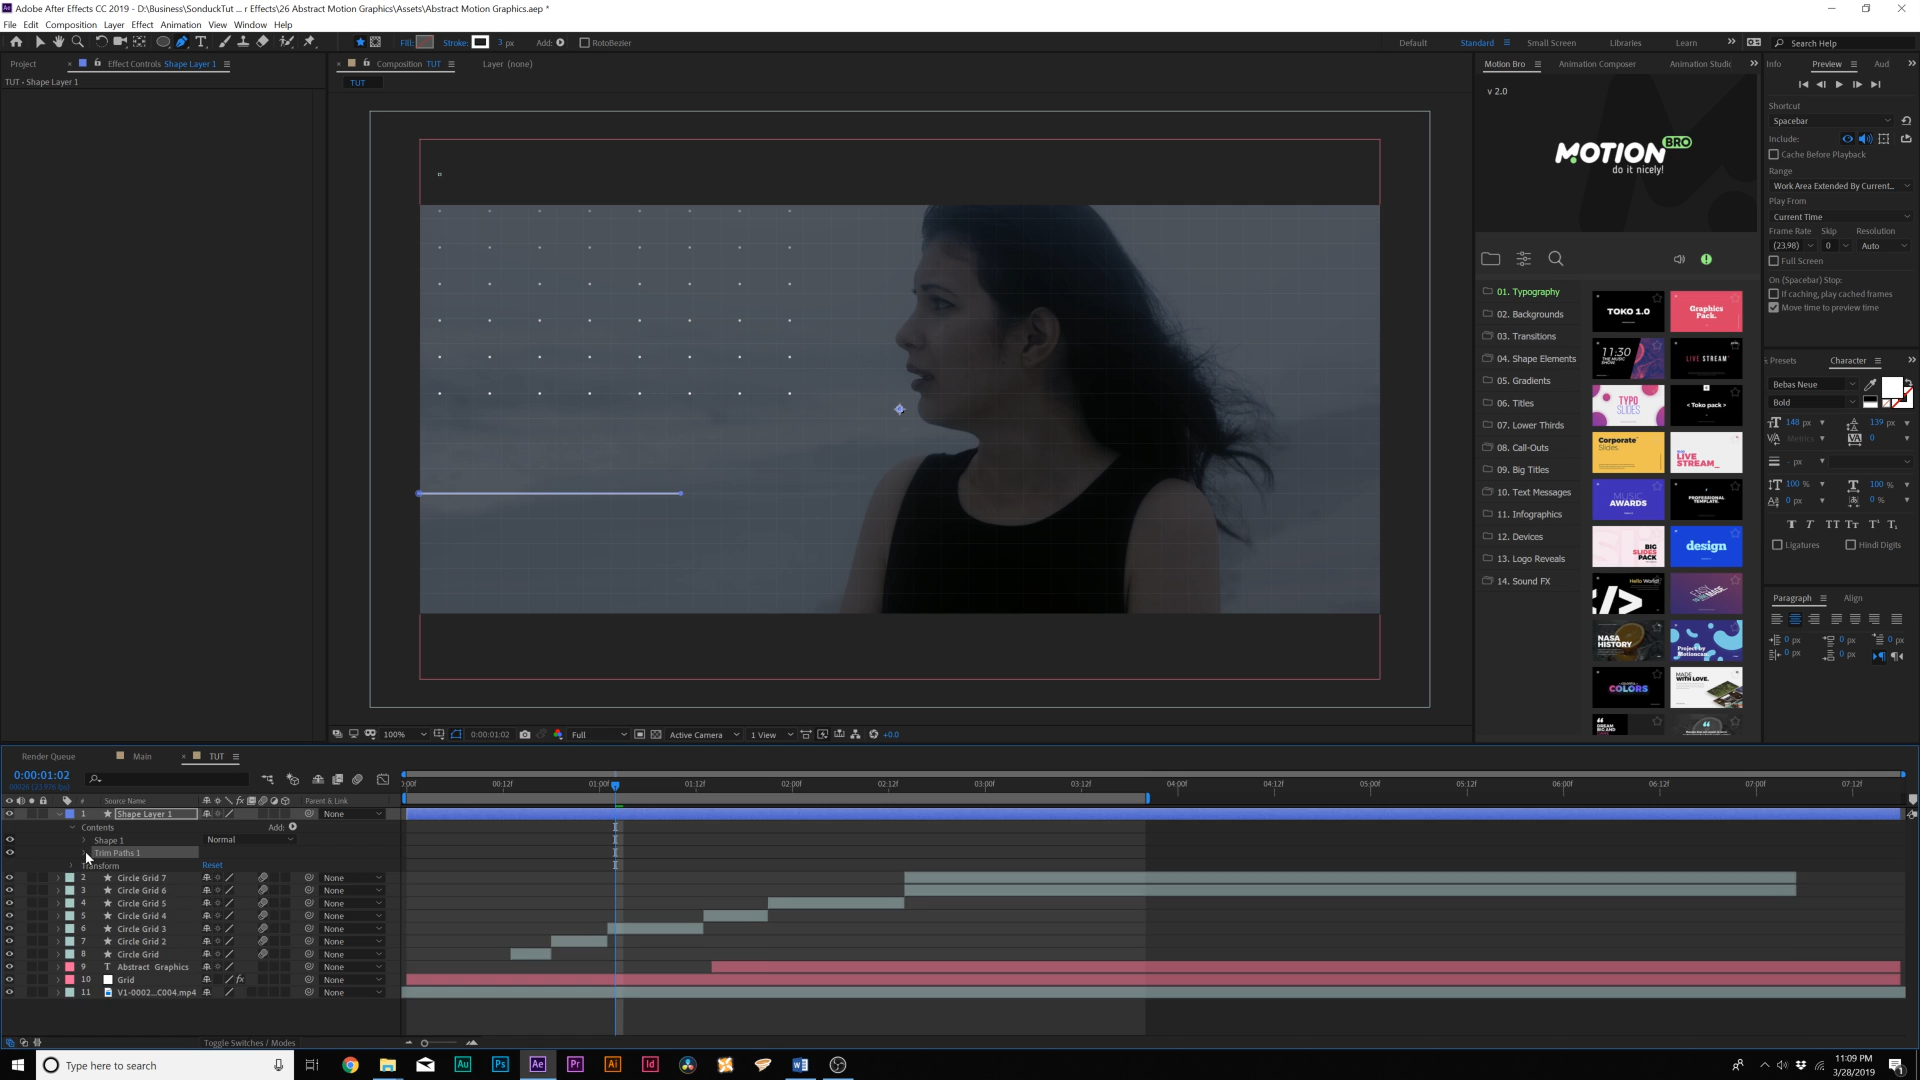 Adobe After Effects CC 2019 - D:\Business\SonduckTut ... r Effects\26 Abstract Motion Graphics\Assets\Abstract Motion Graphics.aep *
File Edit Composition Layer Effect Animation View Window Help
Fill: Stroke: 3 px Add: RotoBezier
Default Standard Small Screen Libraries Learn Search Help
Project Effect Controls Shape Layer 1
Composition TUT Layer (none)
Motion Bro Animation Composer Animation Studic
Info Preview Aud
TUT • Shape Layer 1
TUT
v 2.0
MOTION BRO
do it nicely!
Shortcut
Spacebar
Include:
Cache Before Playback
Range
Work Area Extended By Current...
Play From
Current Time
Frame Rate Skip Resolution
(23.98) 0 Auto
Full Screen
On (Spacebar) Stop:
If caching, play cached frames
Move time to preview time
01. Typography
02. Backgrounds
03. Transitions
04. Shape Elements
05. Gradients
06. Titles
07. Lower Thirds
08. Call-Outs
09. Big Titles
10. Text Messages
11. Infographics
12. Devices
13. Logo Reveals
14. Sound FX
TOKO 1.0
Graphics Pack.
11:30
LIVE STREAM
TYPO SLIDES
< Toko pack >
Corporate Slides.
LIVE STREAM_
MUSIC AWARDS
PROFESSIONAL TEMPLATE.
BIG SLIDES PACK
design
Hello World!
</>
EASY
NASA HISTORY
Project by Motioncan
COLORS
MADE WITH LOVE.
Presets Character
Bebas Neue
Bold
148 px 139 px
Metrics 0
- px
100 % 100 %
0 px 0 %
Ligatures Hindi Digits
Paragraph Align
0 px 0 px 0 px
0 px 0 px
100% 0:00:01:02 Full Active Camera 1 View +0.0
Render Queue Main TUT
0:00:01:02
00026 (23.976 fps)
:00f 00:12f 01:00f 01:12f 02:00f 02:12f 03:00f 03:12f 04:00f 04:12f 05:00f 05:12f 06:00f 06:12f 07:00f 07:12f
# Source Name Parent & Link
1 Shape Layer 1 None
Contents Add:
Shape 1 Normal
Trim Paths 1
Transform Reset
2 Circle Grid 7 None
3 Circle Grid 6 None
4 Circle Grid 5 None
5 Circle Grid 4 None
6 Circle Grid 3 None
7 Circle Grid 2 None
8 Circle Grid None
9 Abstract Graphics None
10 Grid None
11 V1-0002...C004.mp4 None
Toggle Switches / Modes
Type here to search
Au Ps Ae Pr Ai Id
11:09 PM
3/28/2019